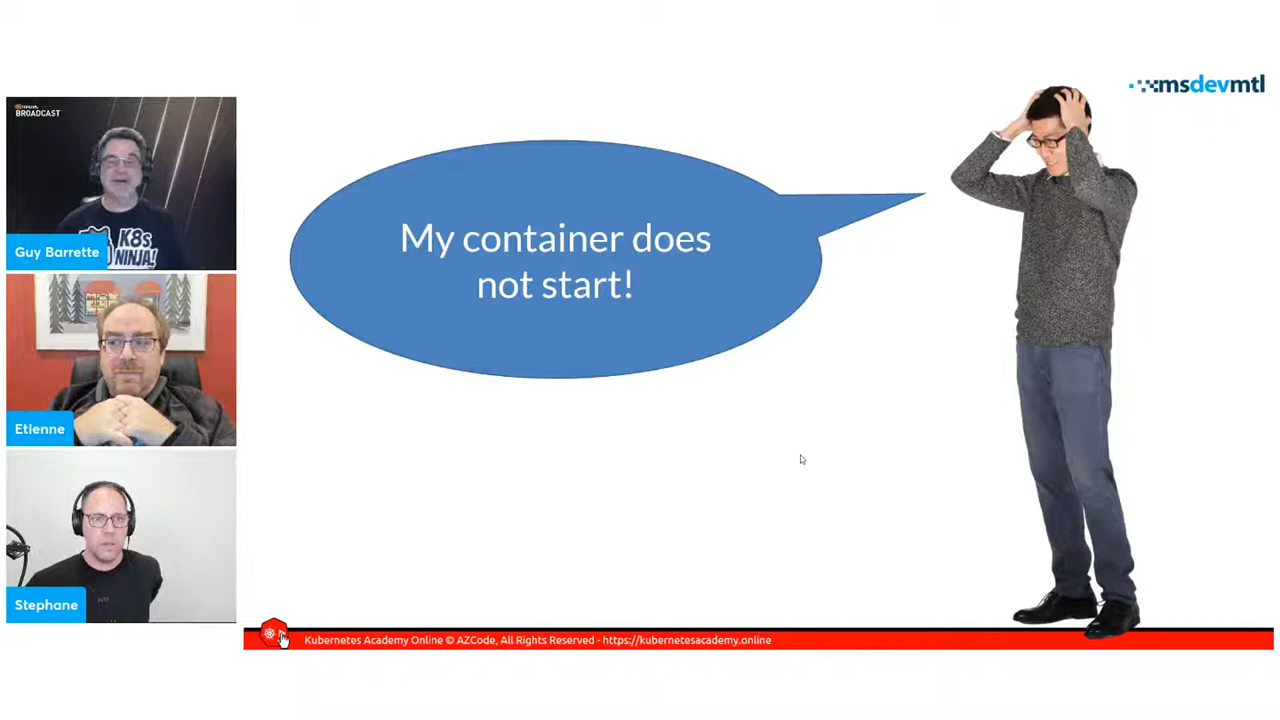 msdevmtl
BROADCAST
K8s
NINJA!
Guy Barrette
My container does
not start!
Etienne
Stephane
Kubernetes Academy Online © AZCode, All Rights Reserved - https://kubernetesacademy.online